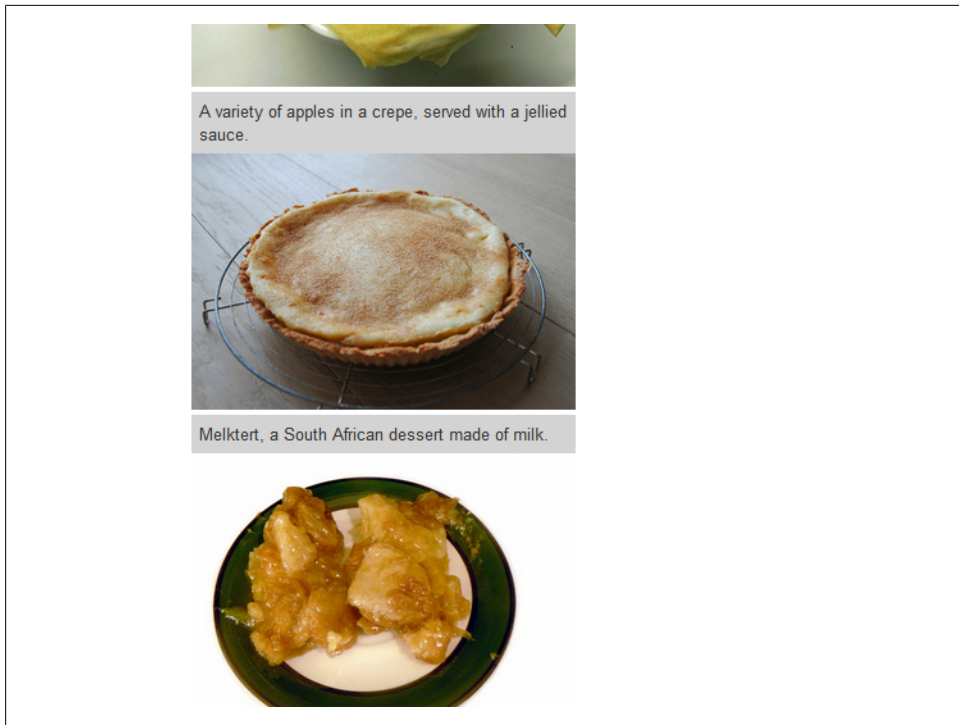 A variety of apples in a crepe, served with a jellied
sauce.
Melktert, a South African dessert made of milk.